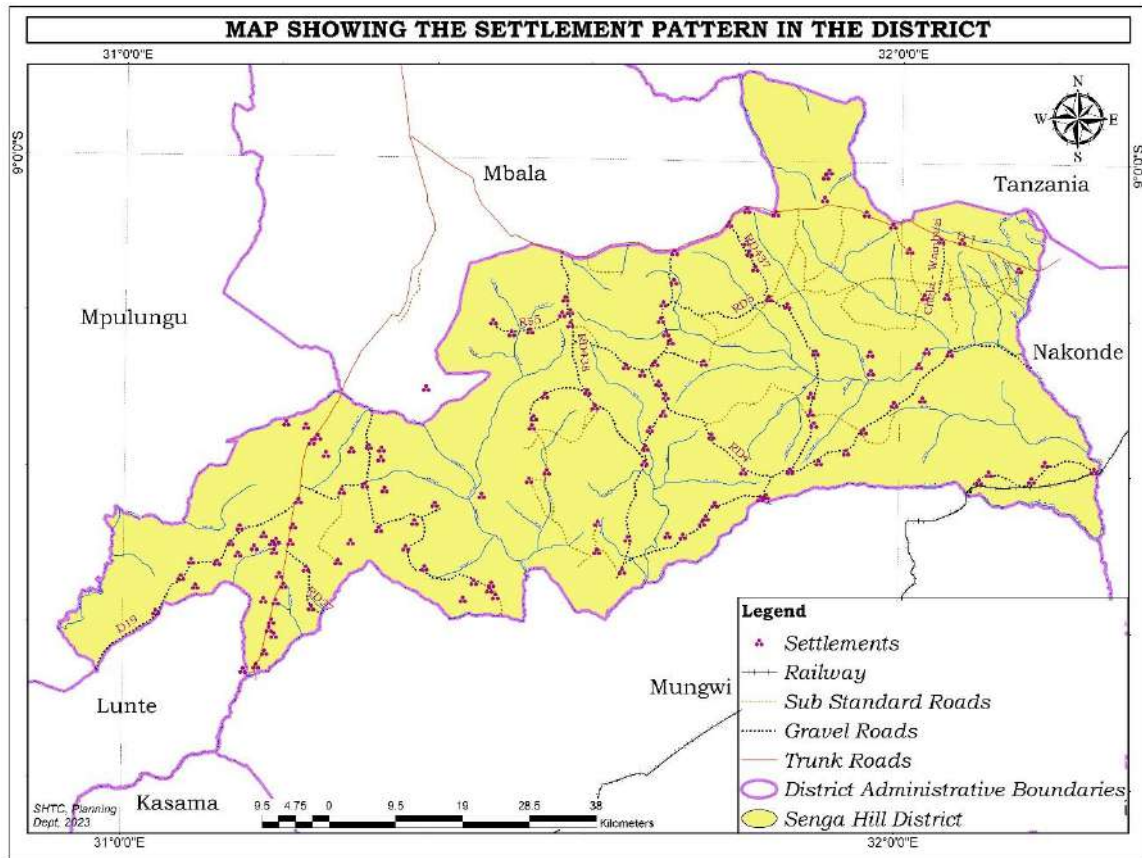 MAP SHOWING THE SETTLEMENT PATTERN IN THE DISTRICT
31°0'0"E
32°0'0"E
N
W
E
S
9°0'0"S
9°0'0"S
Mbala
Tanzania
RD437
Mpulungu
R55
RD5
RD438
Nakonde
RD4
D19
Lunte
Mungwi
Kasama
SHTC, Planning
Dept, 2023
9.5 4.75 0 9.5 19 28.5 38
Kilometers
Legend
Settlements
Railway
Sub Standard Roads
Gravel Roads
Trunk Roads
District Administrative Boundaries
Senga Hill District
31°0'0"E
32°0'0"E